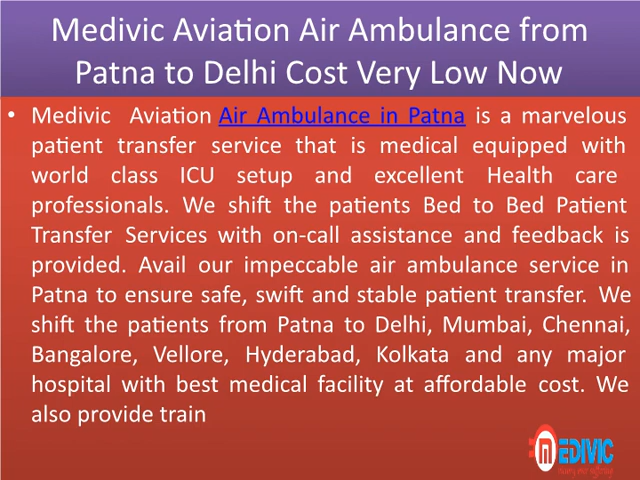 Medivic Aviation Air Ambulance from
Patna to Delhi Cost Very Low Now
• Medivic Aviation Air Ambulance in Patna is a marvelous
patient transfer service that is medical equipped with
world class ICU setup and excellent Health care
professionals. We shift the patients Bed to Bed Patient
Transfer Services with on-call assistance and feedback is
provided. Avail our impeccable air ambulance service in
Patna to ensure safe, swift and stable patient transfer. We
shift the patients from Patna to Delhi, Mumbai, Chennai,
Bangalore, Vellore, Hyderabad, Kolkata and any major
hospital with best medical facility at affordable cost. We
also provide train
MEDIVIC